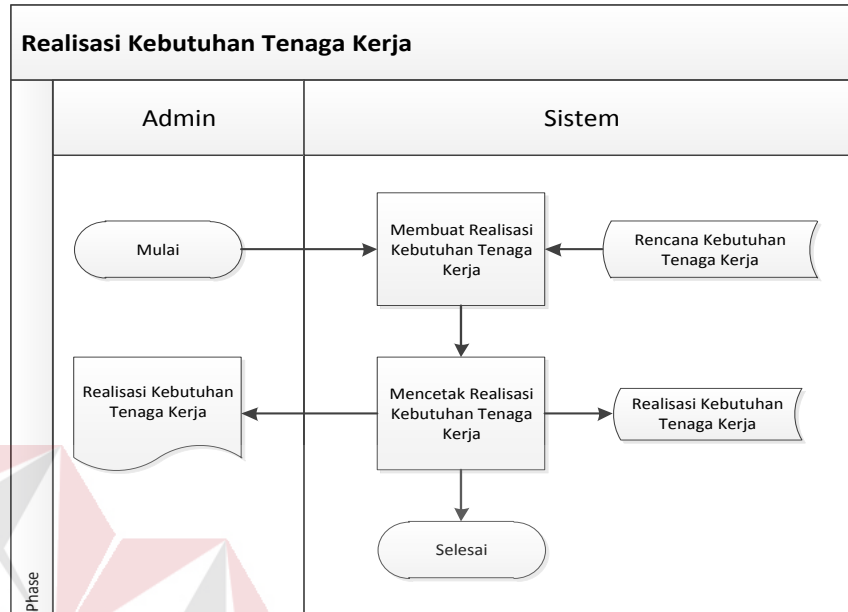 Realisasi Kebutuhan Tenaga Kerja
Admin
Sistem
Mulai
Membuat Realisasi
Kebutuhan Tenaga
Kerja
Rencana Kebutuhan
Tenaga Kerja
Realisasi Kebutuhan
Tenaga Kerja
Mencetak Realisasi
Kebutuhan Tenaga
Kerja
Realisasi Kebutuhan
Tenaga Kerja
Selesai
Phase